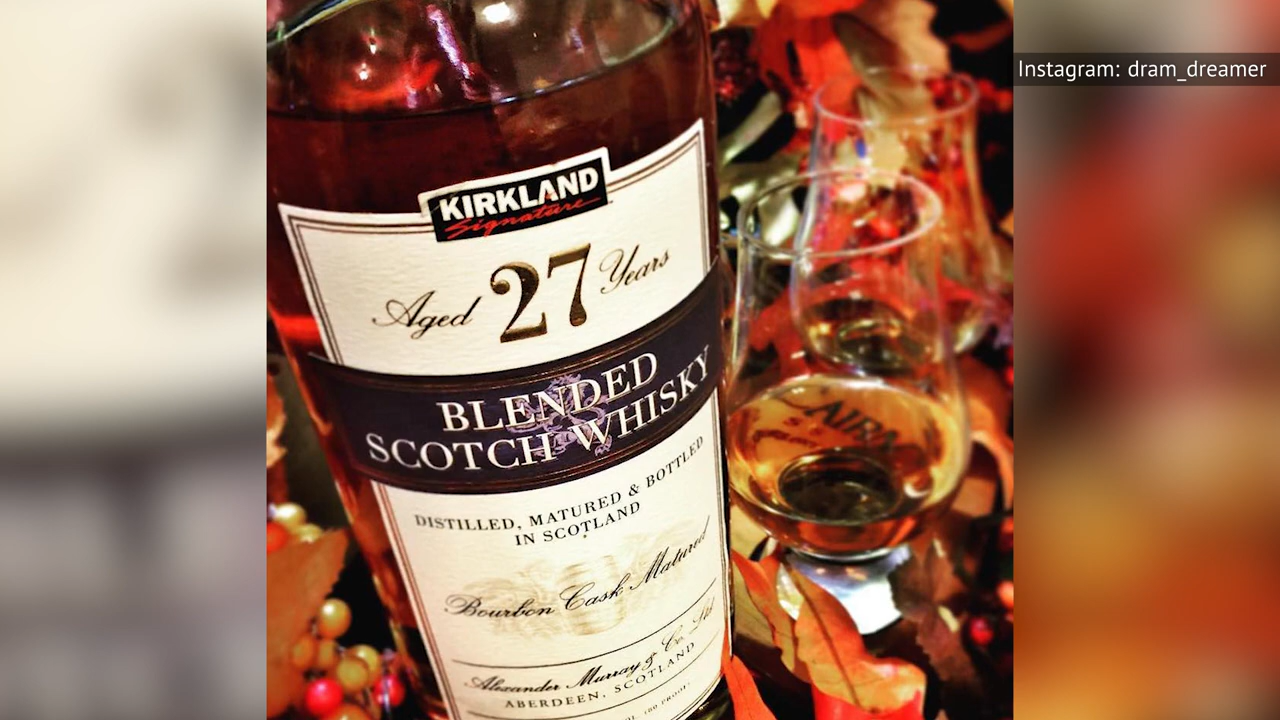 Instagram: dram_dreamer
KIRKLAND
Signature
Aged 27 Years
BLENDED
SCOTCH WHISKY
DISTILLED, MATURED & BOTTLED
IN SCOTLAND
Bourbon Cask Matured
Alexander Murray & Co. Ltd
ABERDEEN, SCOTLAND